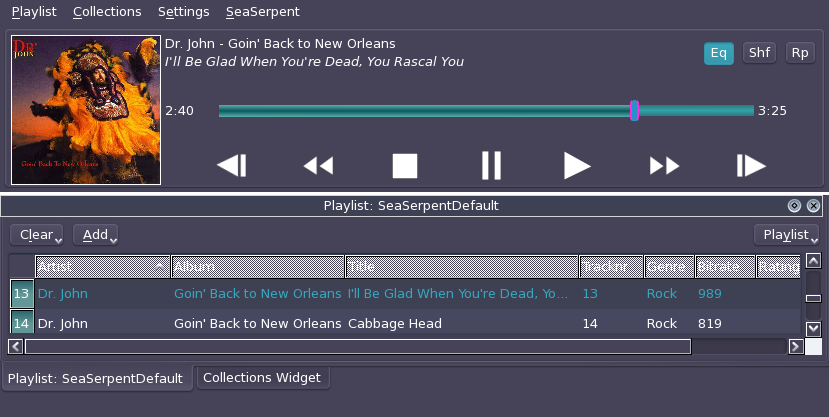 Playlist Collections Settings SeaSerpent
DR. JOHN
Goin' Back To New Orleans
Dr. John - Goin' Back to New Orleans
I'll Be Glad When You're Dead, You Rascal You
Eq Shf Rp
2:40 3:25
Playlist: SeaSerpentDefault
Clear Add Playlist
Artist Album Title Tracknr Genre Bitrate Rating
13 Dr. John Goin' Back to New Orleans I'll Be Glad When You're Dead, Yo... 13 Rock 989
14 Dr. John Goin' Back to New Orleans Cabbage Head 14 Rock 819
Playlist: SeaSerpentDefault Collections Widget